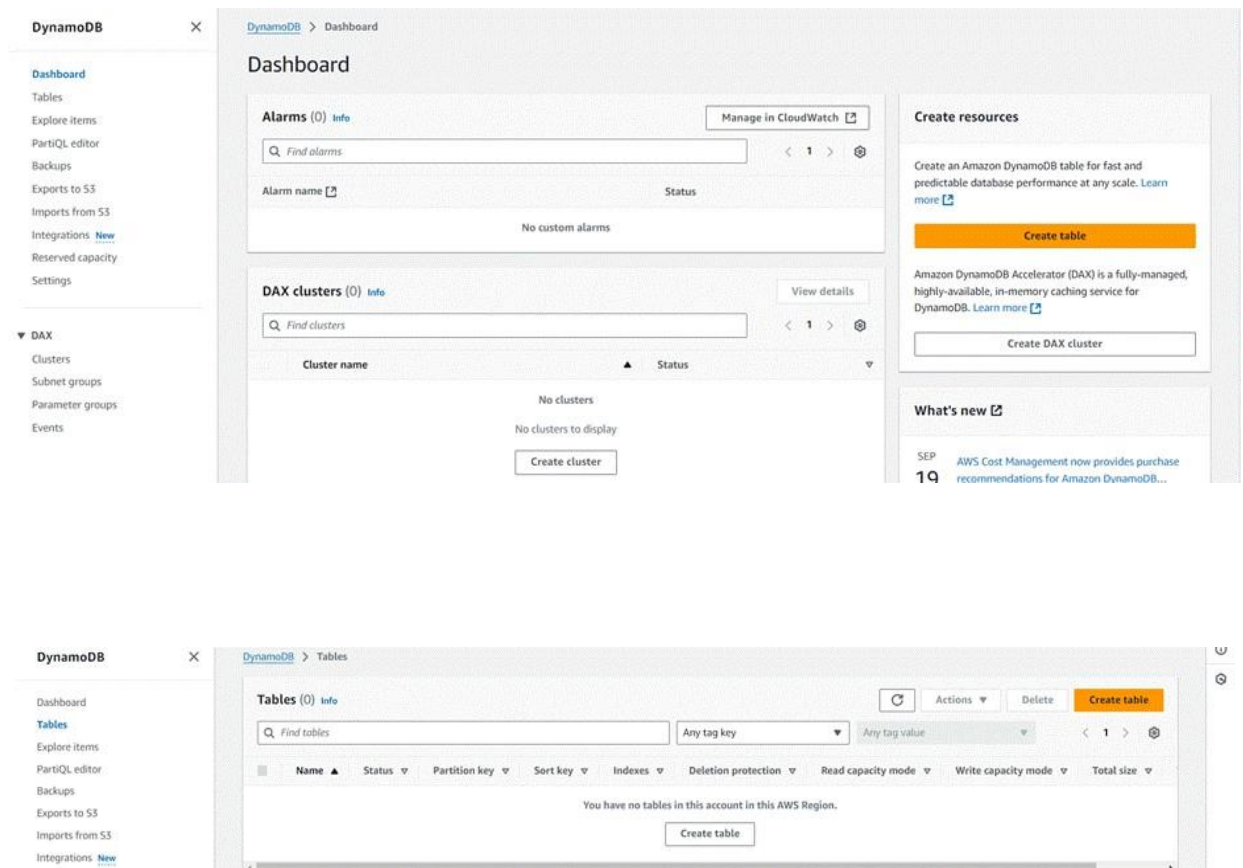 DynamoDB
Dashboard
Tables
Explore items
PartiQL editor
Backups
Exports to S3
Imports from S3
Integrations New
Reserved capacity
Settings
DAX
Clusters
Subnet groups
Parameter groups
Events
DynamoDB > Dashboard
Dashboard
Alarms (0) Info
Manage in CloudWatch
Find alarms
< 1 >
Alarm name
Status
No custom alarms
DAX clusters (0) Info
View details
Find clusters
< 1 >
Cluster name
Status
No clusters
No clusters to display
Create cluster
Create resources
Create an Amazon DynamoDB table for fast and
predictable database performance at any scale. Learn
more
Create table
Amazon DynamoDB Accelerator (DAX) is a fully-managed,
highly-available, in-memory caching service for
DynamoDB. Learn more
Create DAX cluster
What's new
SEP
19
AWS Cost Management now provides purchase
recommendations for Amazon DynamoDB...
DynamoDB
Dashboard
Tables
Explore items
PartiQL editor
Backups
Exports to S3
Imports from S3
Integrations New
DynamoDB > Tables
Tables (0) Info
Actions
Delete
Create table
Find tables
Any tag key
Any tag value
< 1 >
Name Status Partition key Sort key Indexes Deletion protection Read capacity mode Write capacity mode Total size
You have no tables in this account in this AWS Region.
Create table